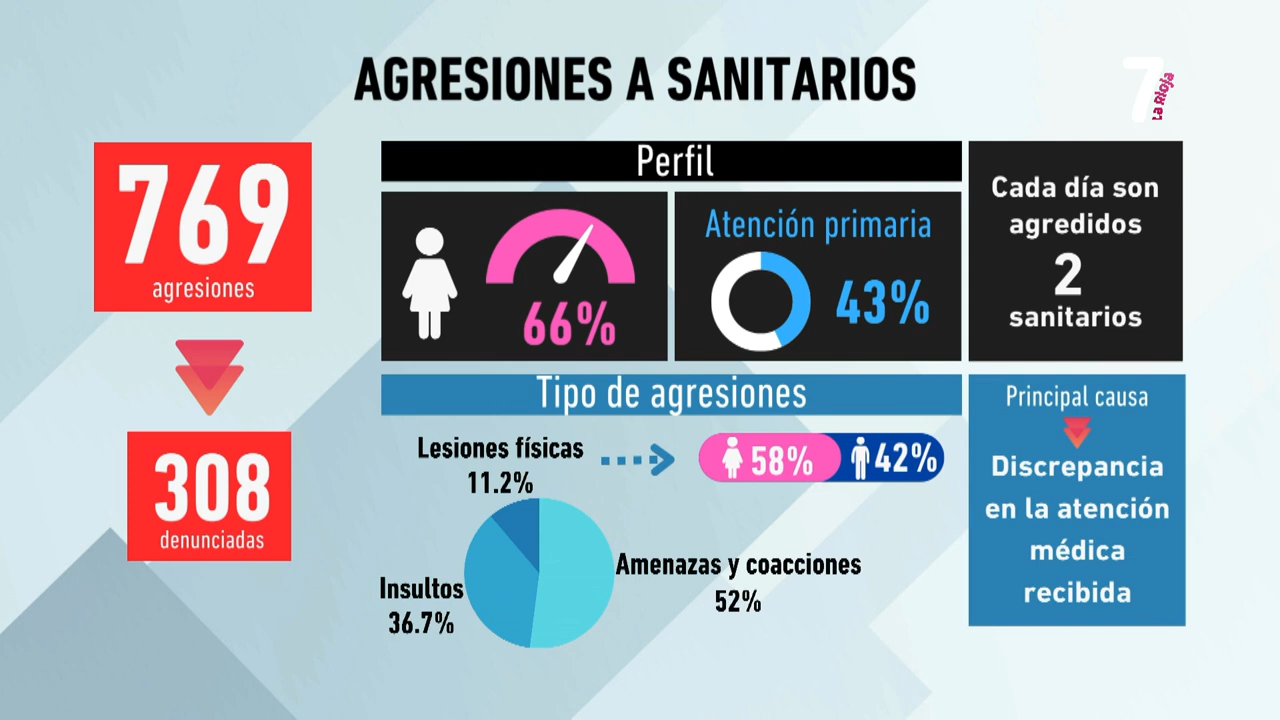 AGRESIONES A SANITARIOS
7
La Rioja
769
agresiones
308
denunciadas
Perfil
66%
Atención primaria
43%
Cada día son
agredidos
2
sanitarios
Tipo de agresiones
Lesiones físicas
11.2%
58%
42%
Insultos
36.7%
Amenazas y coacciones
52%
Principal causa
Discrepancia
en la atención
médica
recibida